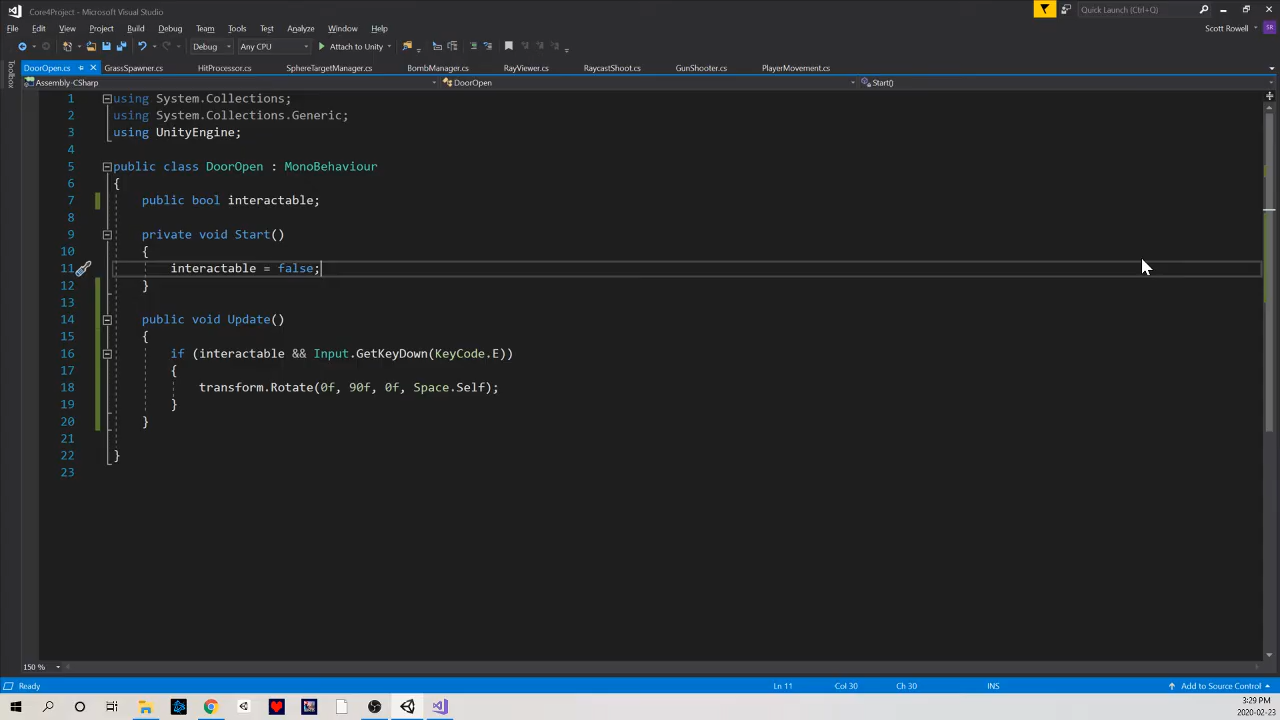 Core4Project - Microsoft Visual Studio
Quick Launch (Ctrl+Q)
File Edit View Project Build Debug Team Tools Test Analyze Window Help
Scott Rowell
SR
Debug Any CPU Attach to Unity
Toolbox
DoorOpen.cs GrassSpawner.cs HitProcessor.cs SphereTargetManager.cs BombManager.cs RayViewer.cs RaycastShoot.cs GunShooter.cs PlayerMovement.cs
Assembly-CSharp DoorOpen Start()
1 using System.Collections;
2 using System.Collections.Generic;
3 using UnityEngine;
4
5 public class DoorOpen : MonoBehaviour
6 {
7 public bool interactable;
8
9 private void Start()
10 {
11 interactable = false;
12 }
13
14 public void Update()
15 {
16 if (interactable && Input.GetKeyDown(KeyCode.E))
17 {
18 transform.Rotate(0f, 90f, 0f, Space.Self);
19 }
20 }
21
22 }
23
150 %
Ready Ln 11 Col 30 Ch 30 INS Add to Source Control
3:29 PM
2020-02-23